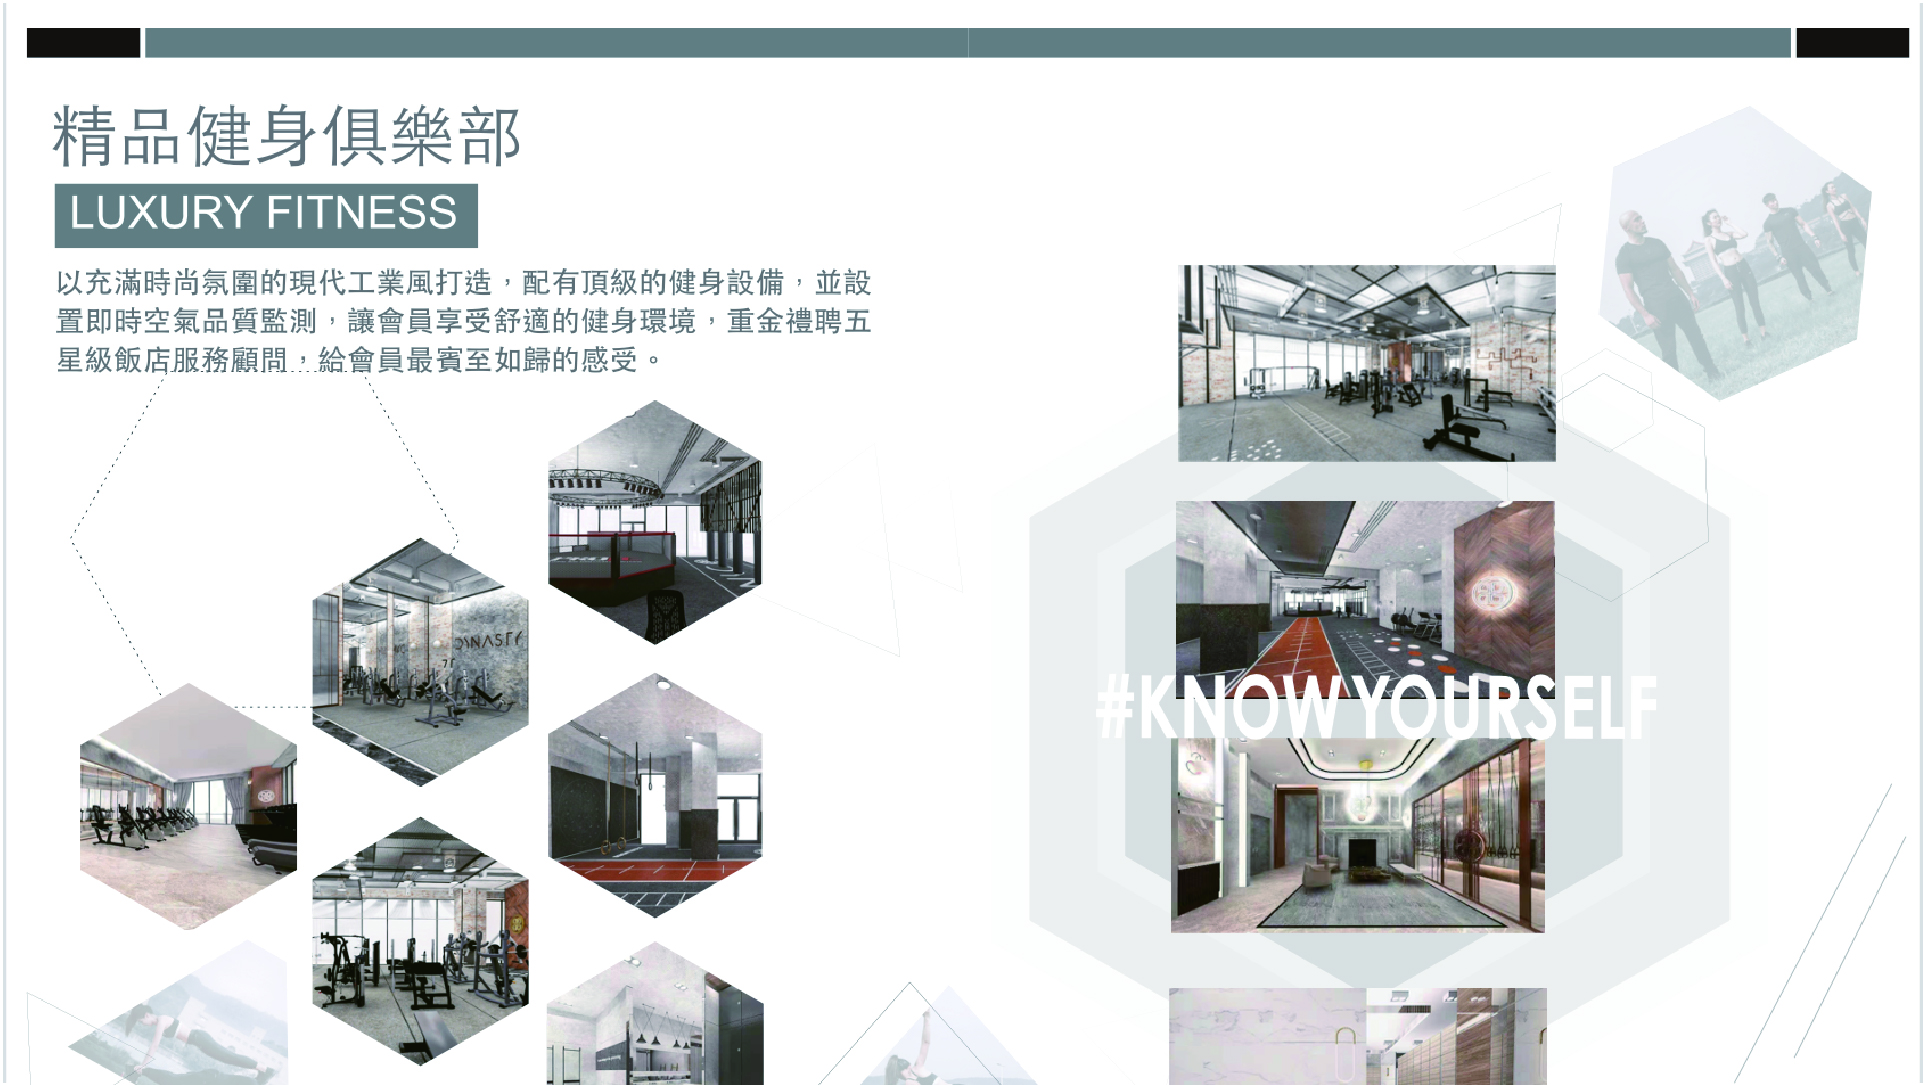 精品健身俱樂部
LUXURY FITNESS
以充滿時尚氛圍的現代工業風打造，配有頂級的健身設備，並設
置即時空氣品質監測，讓會員享受舒適的健身環境，重金禮聘五
星級飯店服務顧問，給會員最賓至如歸的感受。
DYNASTY
#KNOWYOURSELF